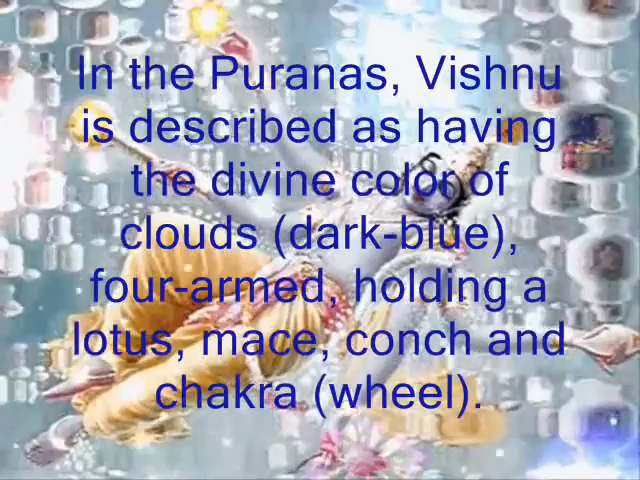 In the Puranas, Vishnu
is described as having
the divine color of
clouds (dark-blue),
four-armed, holding a
lotus, mace, conch and
chakra (wheel).